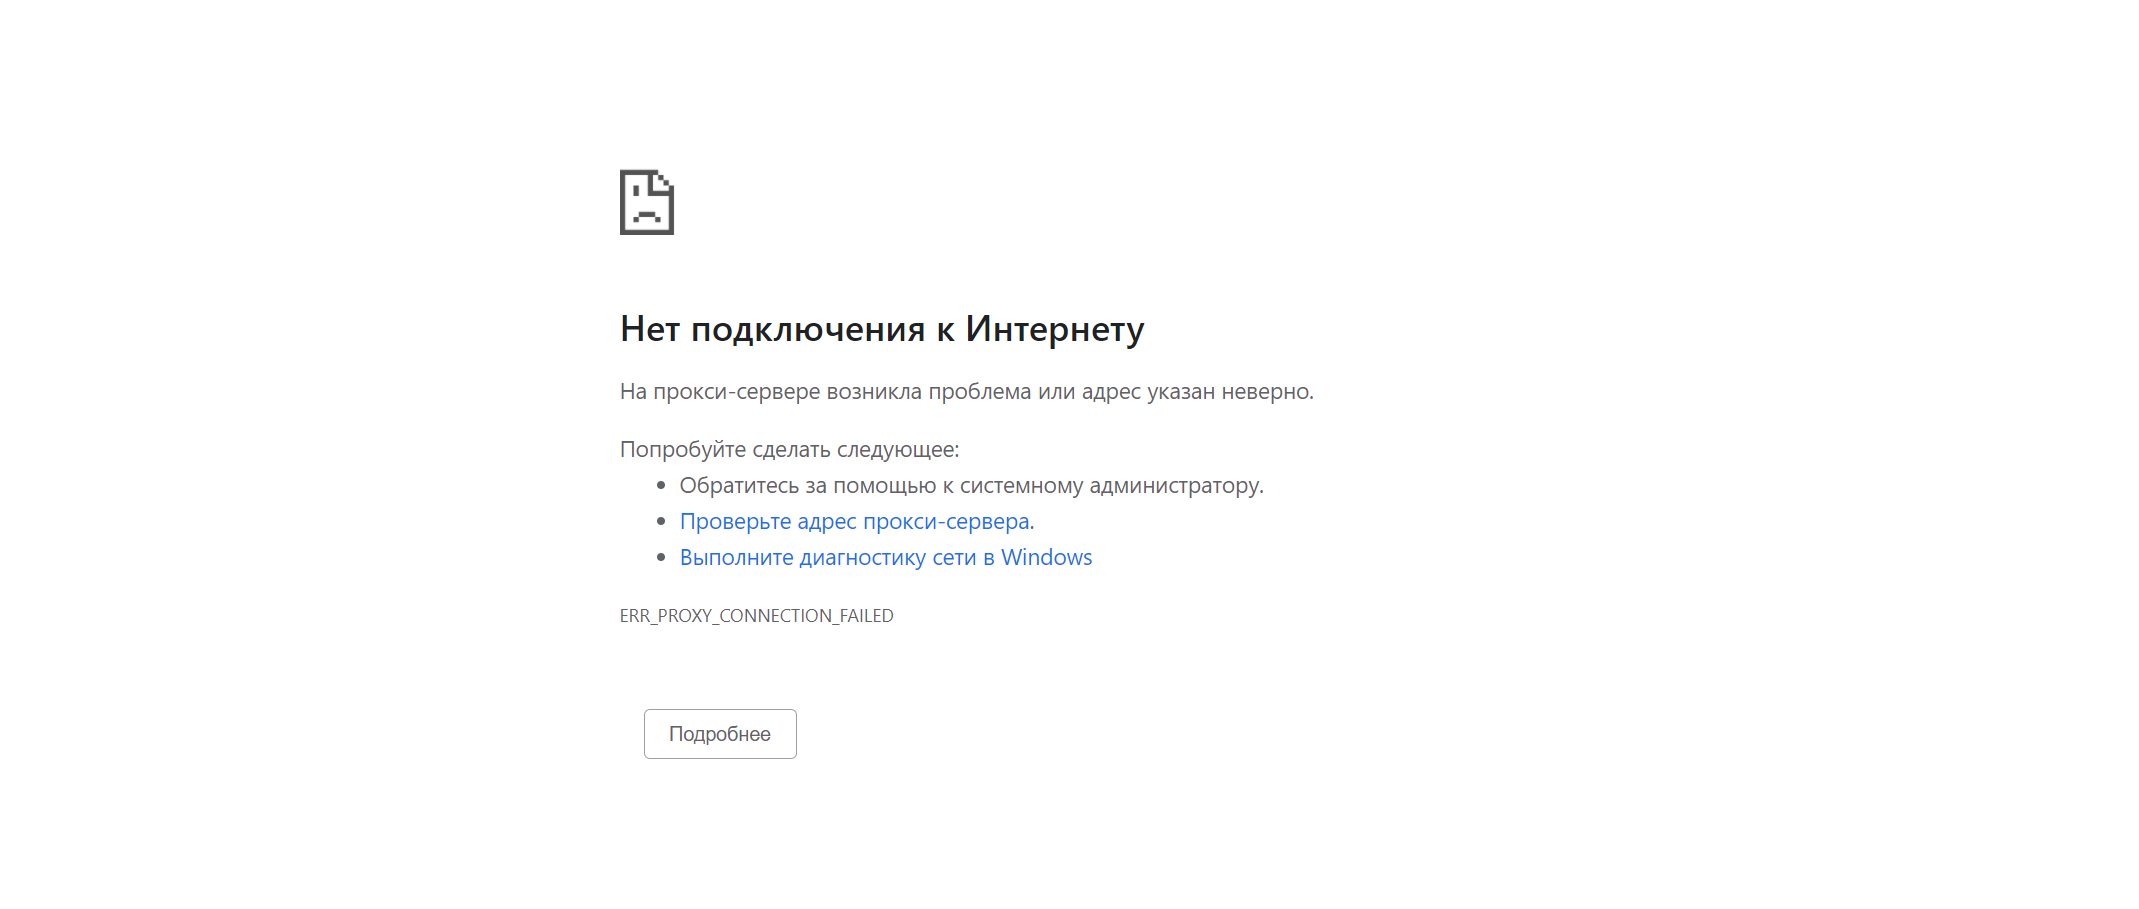 Нет подключения к Интернету
На прокси-сервере возникла проблема или адрес указан неверно.
Попробуйте сделать следующее:
Обратитесь за помощью к системному администратору.
Проверьте адрес прокси-сервера.
Выполните диагностику сети в Windows
ERR_PROXY_CONNECTION_FAILED
Подробнее